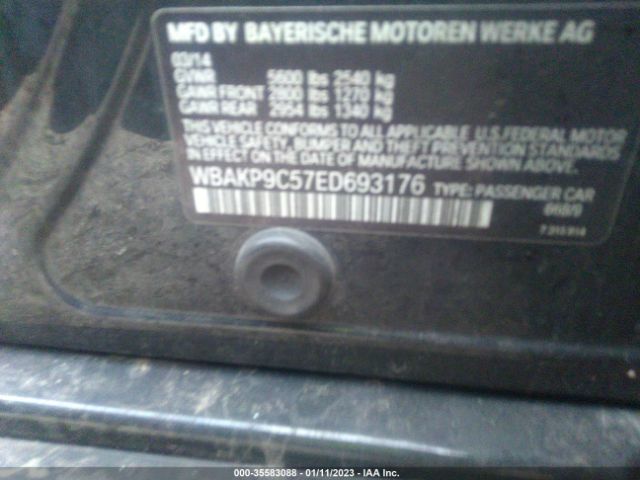 MFD BY BAYERISCHE MOTOREN WERKE AG
03/14
GVWR 5600 lbs 2540 kg
GAWR FRONT 2800 lbs 1270 kg
GAWR REAR 2954 lbs 1340 kg
THIS VEHICLE CONFORMS TO ALL APPLICABLE U.S. FEDERAL MOTOR
VEHICLE SAFETY, BUMPER AND THEFT PREVENTION STANDARDS
IN EFFECT ON THE DATE OF MANUFACTURE SHOWN ABOVE.
WBAKP9C57ED693176 TYPE: PASSENGER CAR
000-35583088 - 01/11/2023 - IAA Inc.